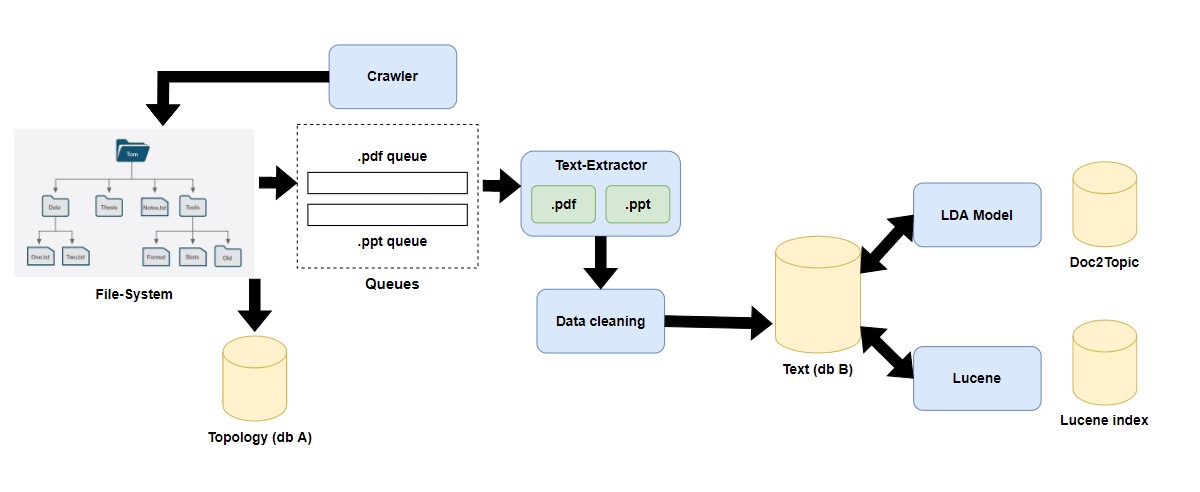 Crawler
Tom
Data
Thesis
Notes.txt
Tools
One.txt
Two.txt
Format
Stats
Old
File-System
.pdf queue
.ppt queue
Queues
Text-Extractor
.pdf
.ppt
Data cleaning
Topology (db A)
Text (db B)
LDA Model
Doc2Topic
Lucene
Lucene index